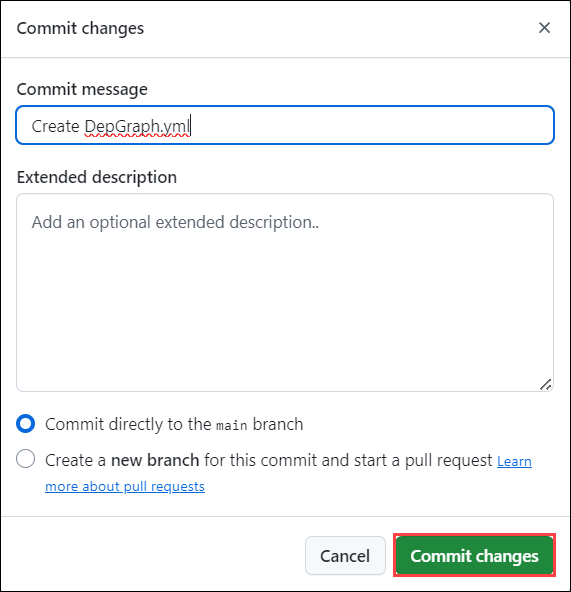 Commit changes
Commit message
Create DepGraph.yml
Extended description
Add an optional extended description..
Commit directly to the main branch
Create a new branch for this commit and start a pull request Learn
more about pull requests
Cancel
Commit changes